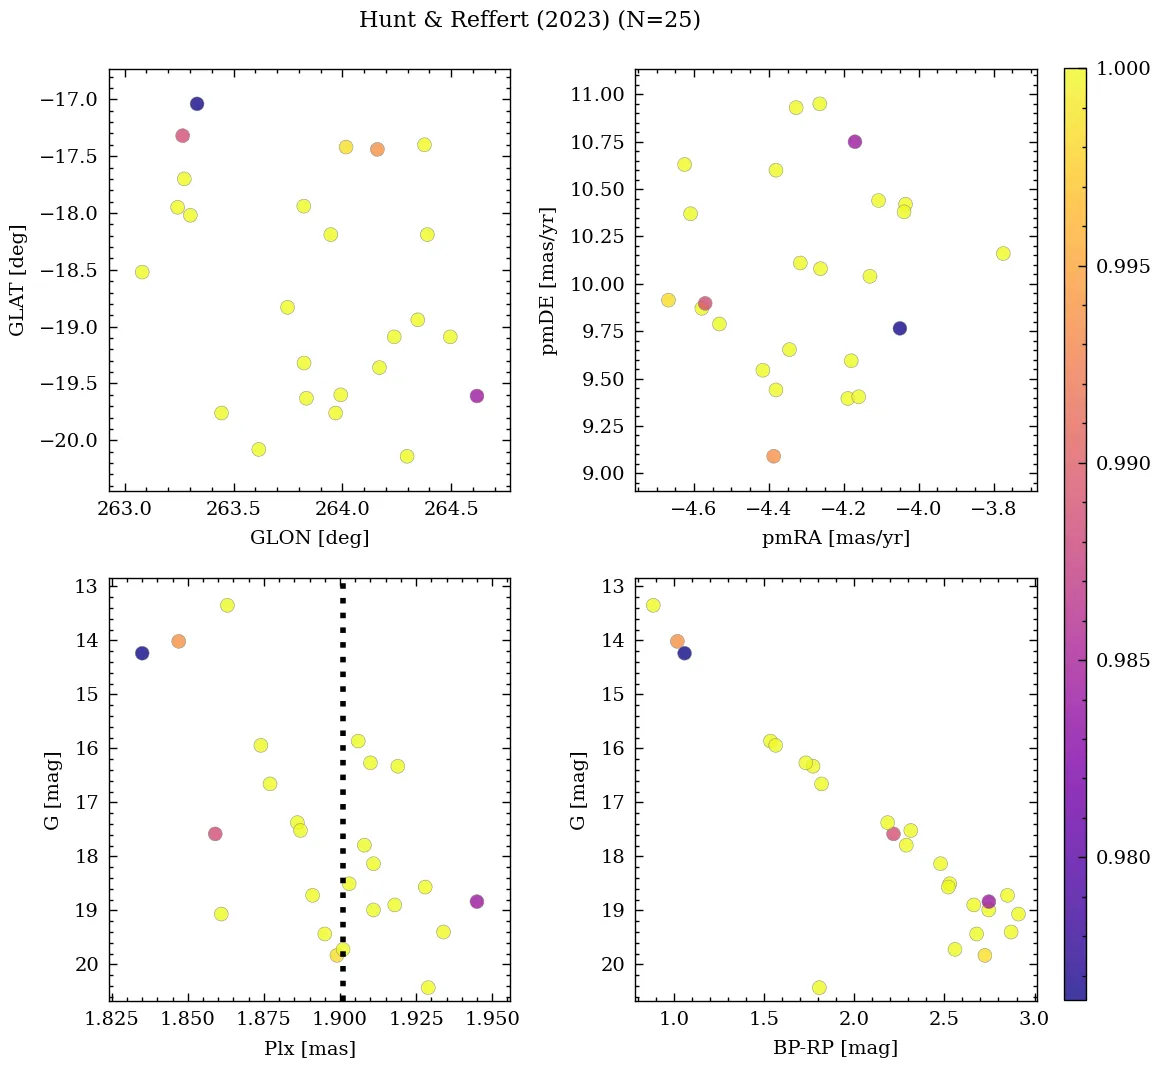 Hunt & Reffert (2023) (N=25)
−17.0
−17.5
−18.0
−18.5
−19.0
−19.5
−20.0
GLAT [deg]
263.0 263.5 264.0 264.5
GLON [deg]
11.00
10.75
10.50
10.25
10.00
9.75
9.50
9.25
9.00
pmDE [mas/yr]
−4.6 −4.4 −4.2 −4.0 −3.8
pmRA [mas/yr]
13
14
15
16
17
18
19
20
G [mag]
1.825 1.850 1.875 1.900 1.925 1.950
Plx [mas]
13
14
15
16
17
18
19
20
G [mag]
1.0 1.5 2.0 2.5 3.0
BP-RP [mag]
1.000
0.995
0.990
0.985
0.980